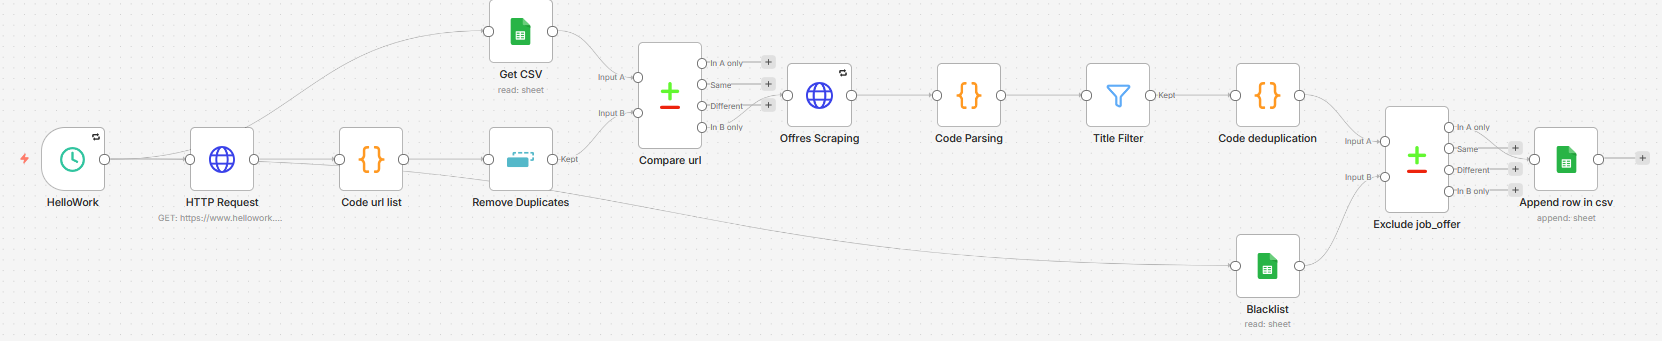 Get CSV
read: sheet
Input A
Input B
In A only
Same
Different
In B only
Compare url
Offres Scraping
Code Parsing
Title Filter
Kept
Code deduplication
HelloWork
HTTP Request
GET: https://www.hellowork....
Code url list
Remove Duplicates
Kept
Input A
Input B
In A only
Same
Different
In B only
Exclude job_offer
Append row in csv
append: sheet
Blacklist
read: sheet